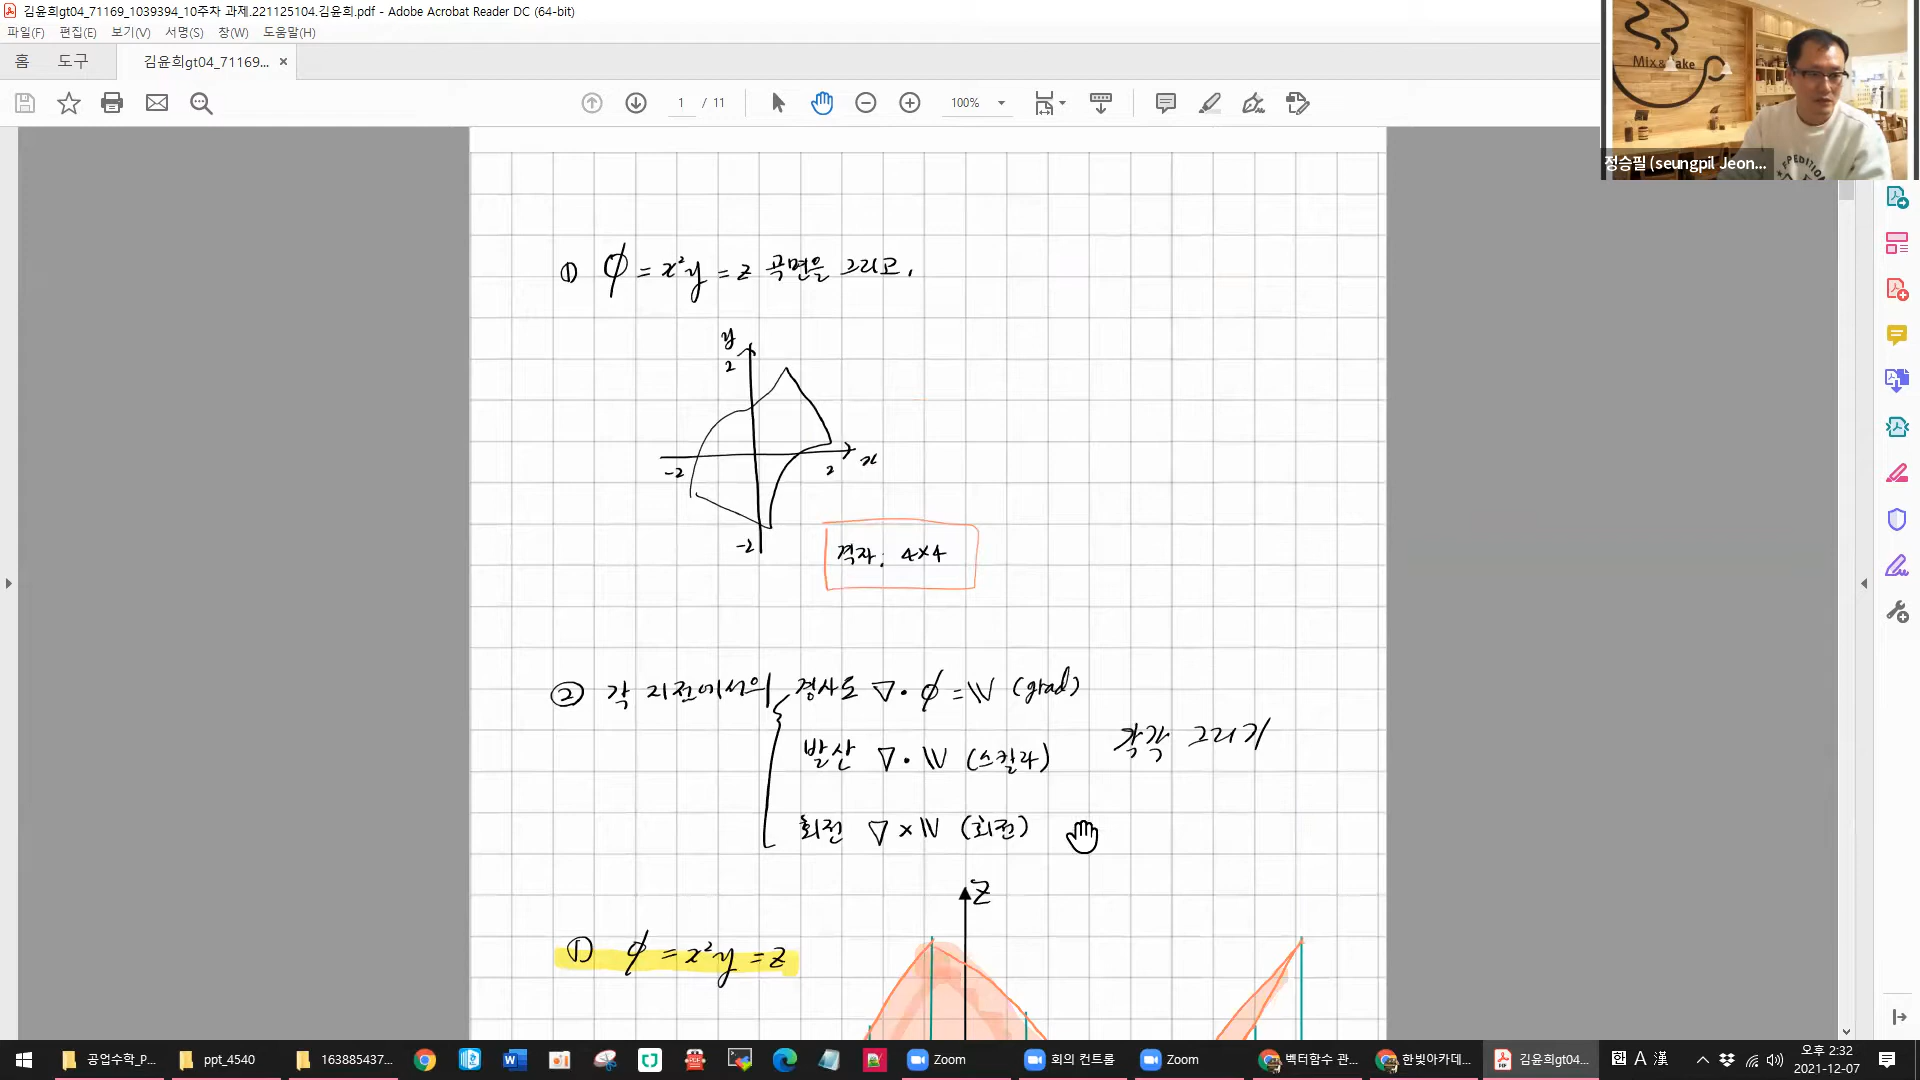 김윤희gt04_71169_1039394_10주차 과제.221125104.김윤희.pdf - Adobe Acrobat Reader DC (64-bit)
파일(F) 편집(E) 보기(V) 서명(S) 창(W) 도움말(H)
홈 도구 김윤희gt04_71169... ×
1 / 11 100%
Mix&
정승필 (seungpil Jeon...
① ϕ = x²y = z 곡면을 그리고,
y
2
-2 2 x
-2
격자: 4×4
② 각 지점에서의 경사도 ∇·ϕ = W (grad)
발산 ∇·W (스칼라) 각각 그리기
회전 ∇×W (회전)
Z
① ϕ = x²y = z
공업수학_P... ppt_4540 163885437... Zoom 회의 컨트롤 Zoom 벡터함수 관... 한빛아카데... 김윤희gt04... 한 A 漢 오후 2:32
2021-12-07